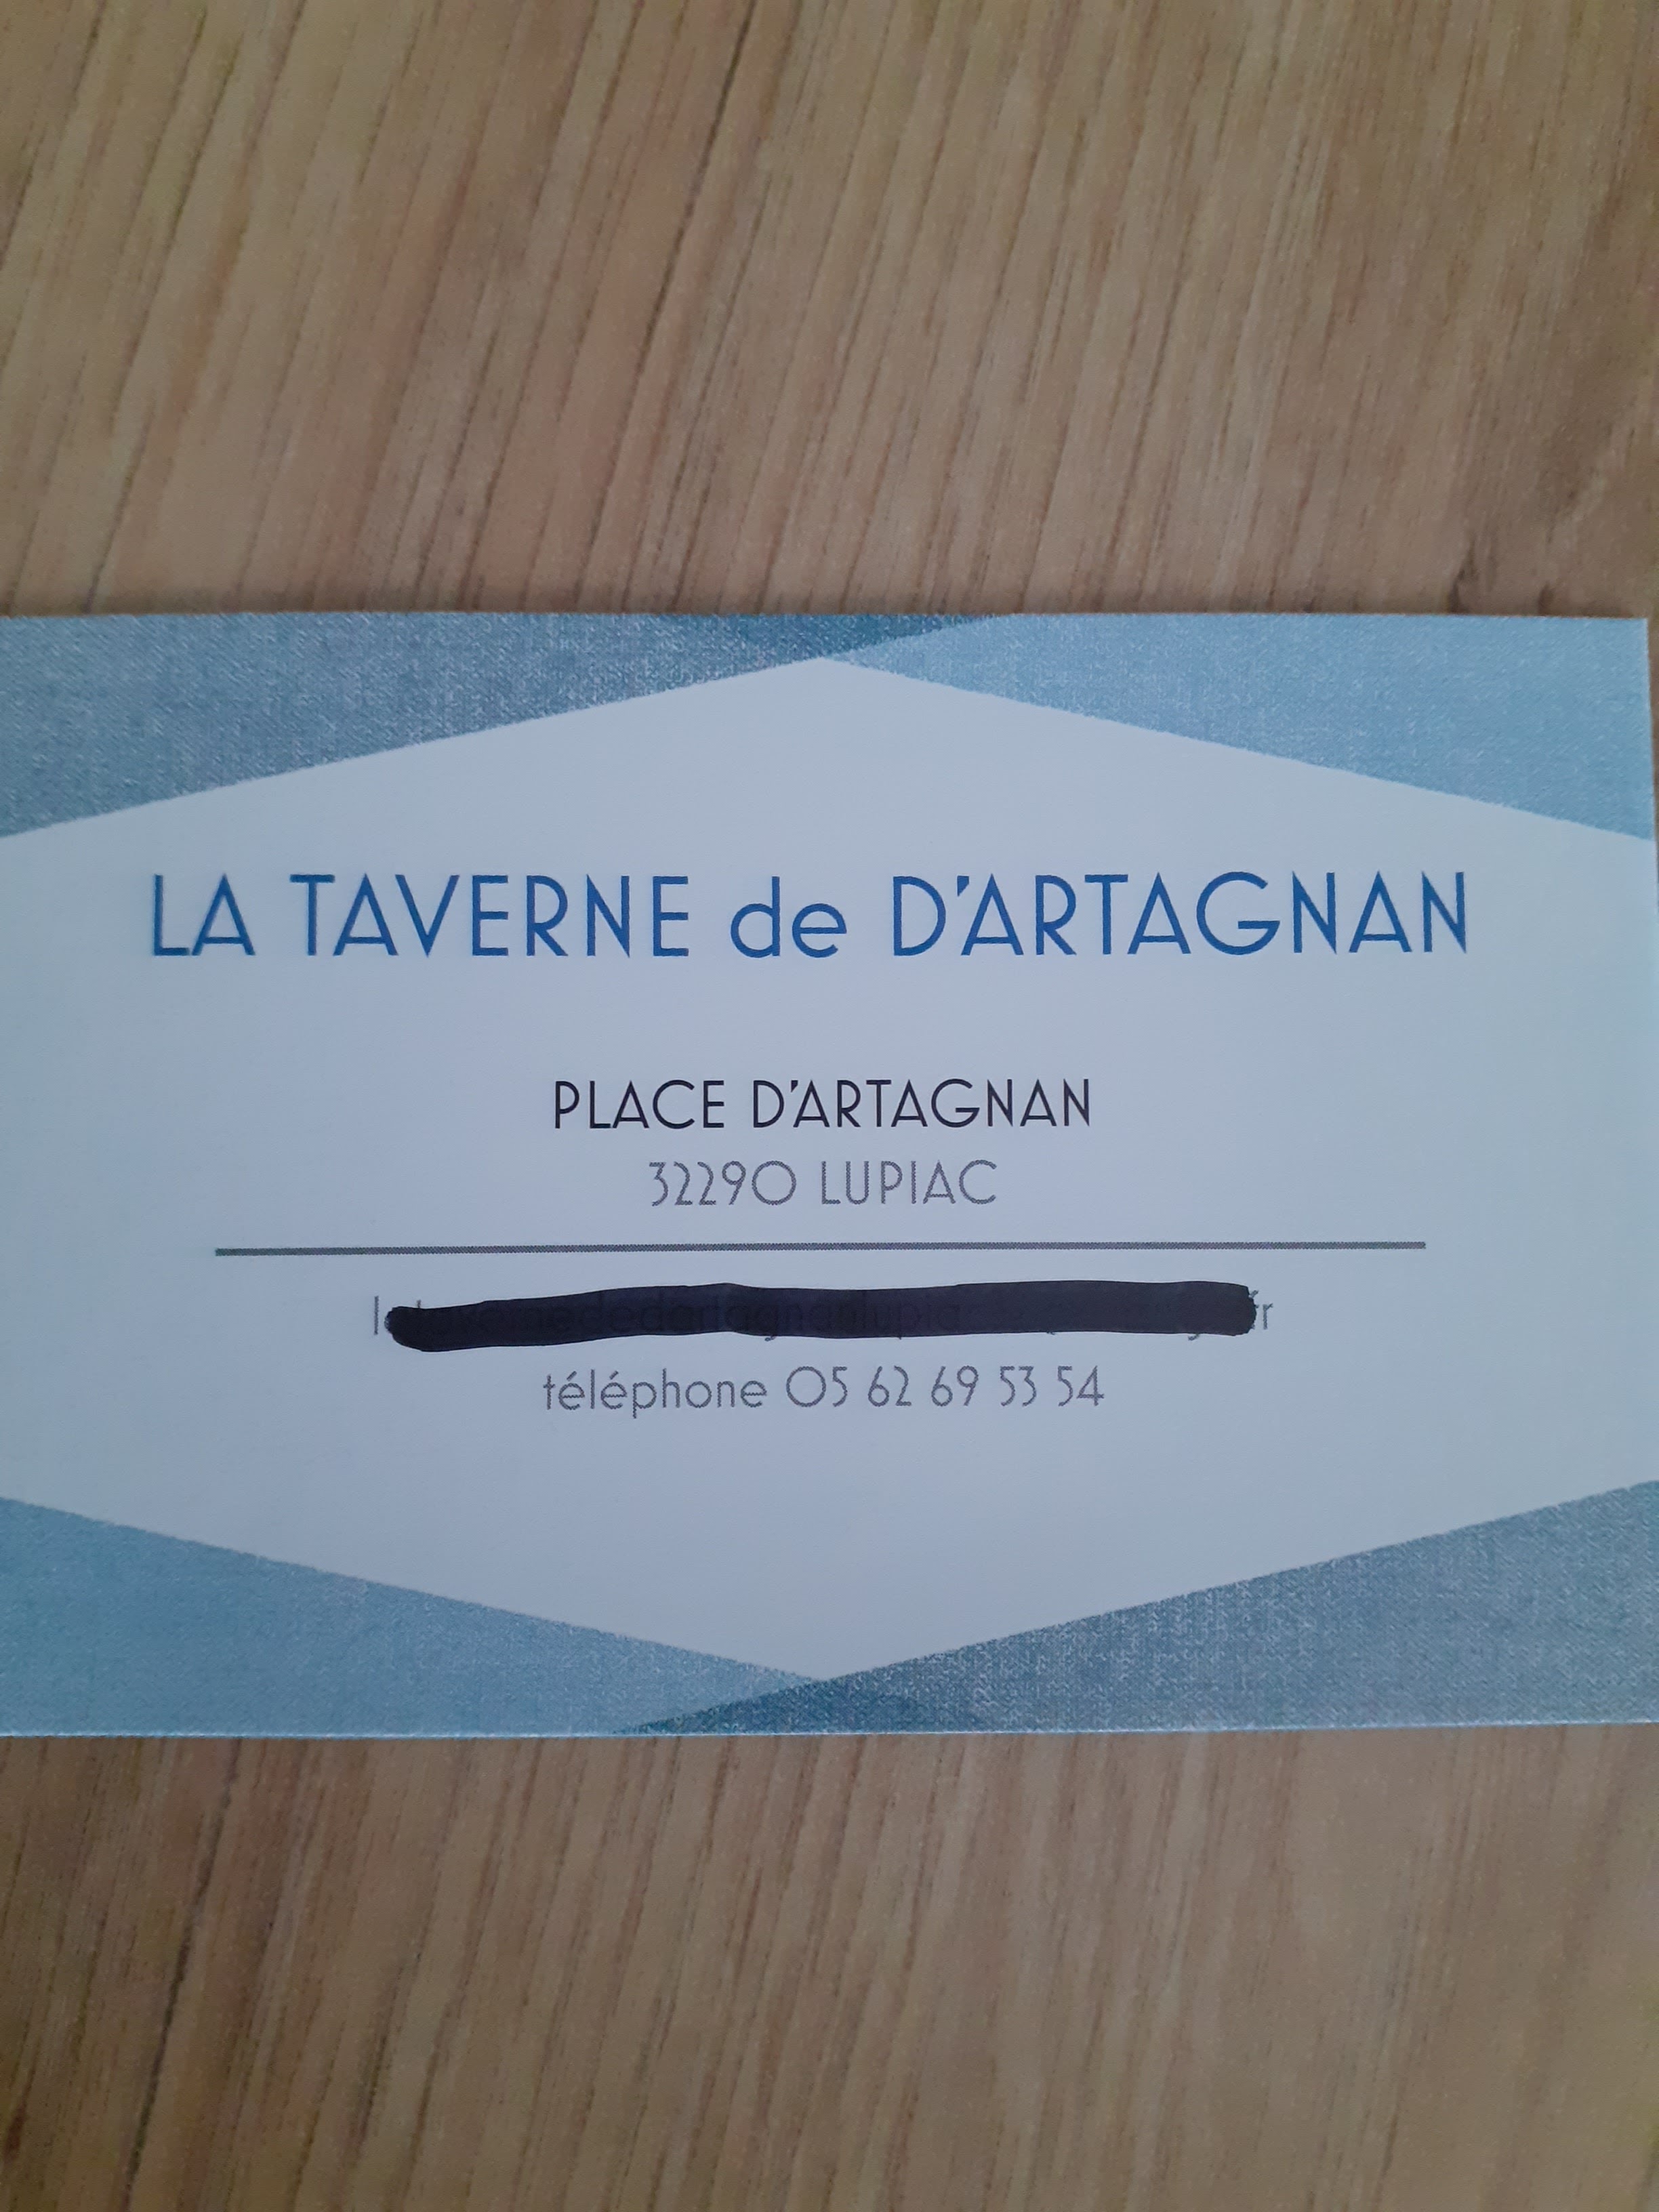 LA TAVERNE de D'ARTAGNAN
PLACE D'ARTAGNAN
32290 LUPIAC
téléphone 05 62 69 53 54